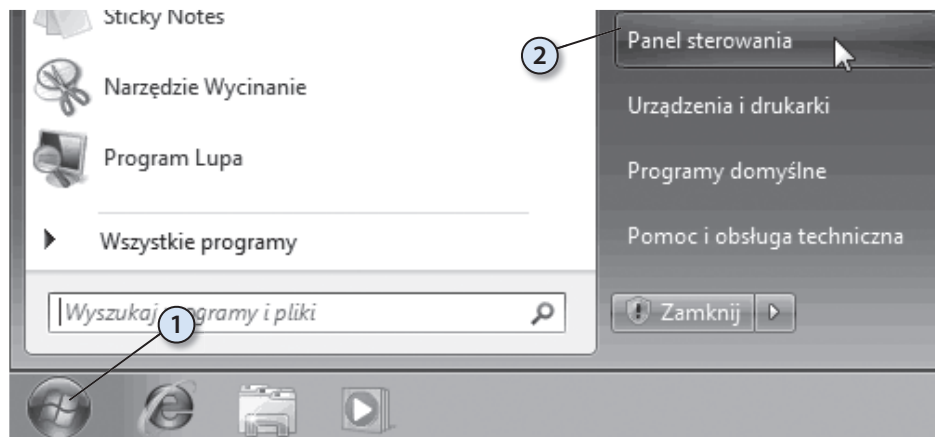 Sticky Notes
Narzędzie Wycinanie
Program Lupa
Wszystkie programy
Wyszukaj programy i pliki
1
2
Panel sterowania
Urządzenia i drukarki
Programy domyślne
Pomoc i obsługa techniczna
Zamknij